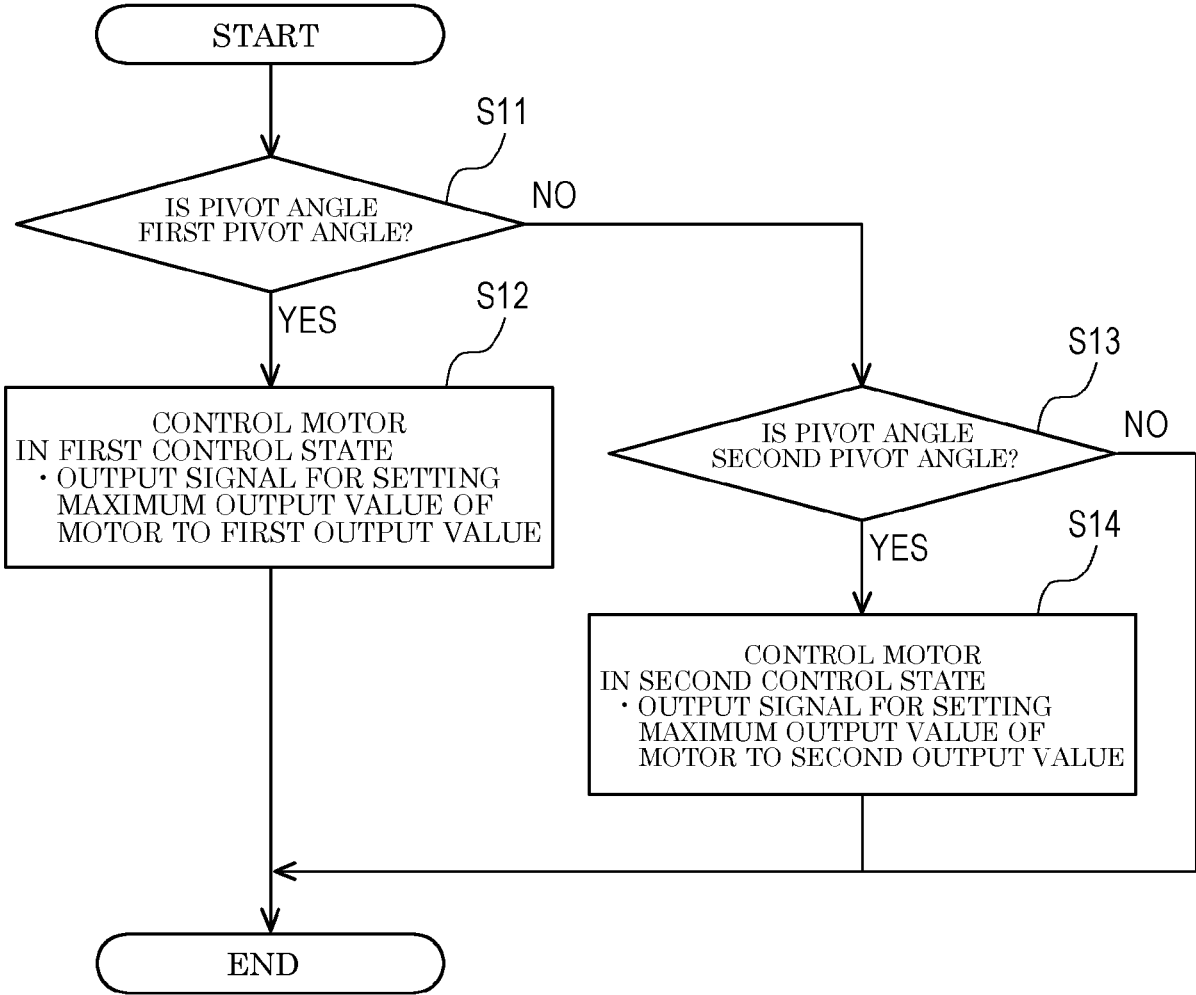 START
S11
IS PIVOT ANGLE
FIRST PIVOT ANGLE?
NO
YES
S12
CONTROL MOTOR
IN FIRST CONTROL STATE
・OUTPUT SIGNAL FOR SETTING
MAXIMUM OUTPUT VALUE OF
MOTOR TO FIRST OUTPUT VALUE
S13
IS PIVOT ANGLE
SECOND PIVOT ANGLE?
NO
YES
S14
CONTROL MOTOR
IN SECOND CONTROL STATE
・OUTPUT SIGNAL FOR SETTING
MAXIMUM OUTPUT VALUE OF
MOTOR TO SECOND OUTPUT VALUE
END